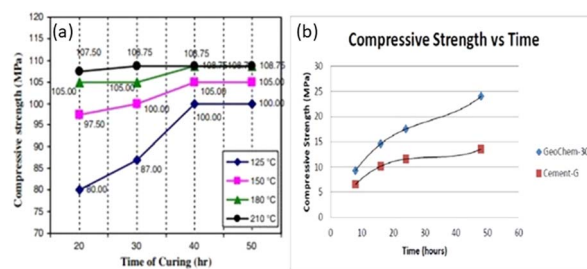 (a)
120
115
110
105
100
95
90
85
80
75
70
Compressive strength (MPa)
107.50
108.75
108.75
108.75
108.75
105.00
105.00
105.00
105.00
97.50
100.00
100.00
100.00
87.00
80.00
125 °C
150 °C
180 °C
210 °C
20 30 40 50
Time of Curing (hr)
(b)
Compressive Strength vs Time
30
25
20
15
10
5
0
Compressive Strength (MPa)
GeoChem-30
Cement-G
0 10 20 30 40 50 60
Time (hours)